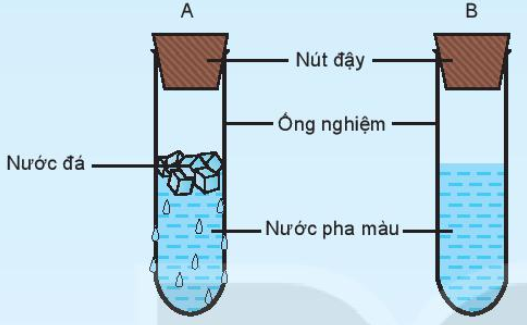 A
B
Nút đậy
Ống nghiệm
Nước đá
Nước pha màu